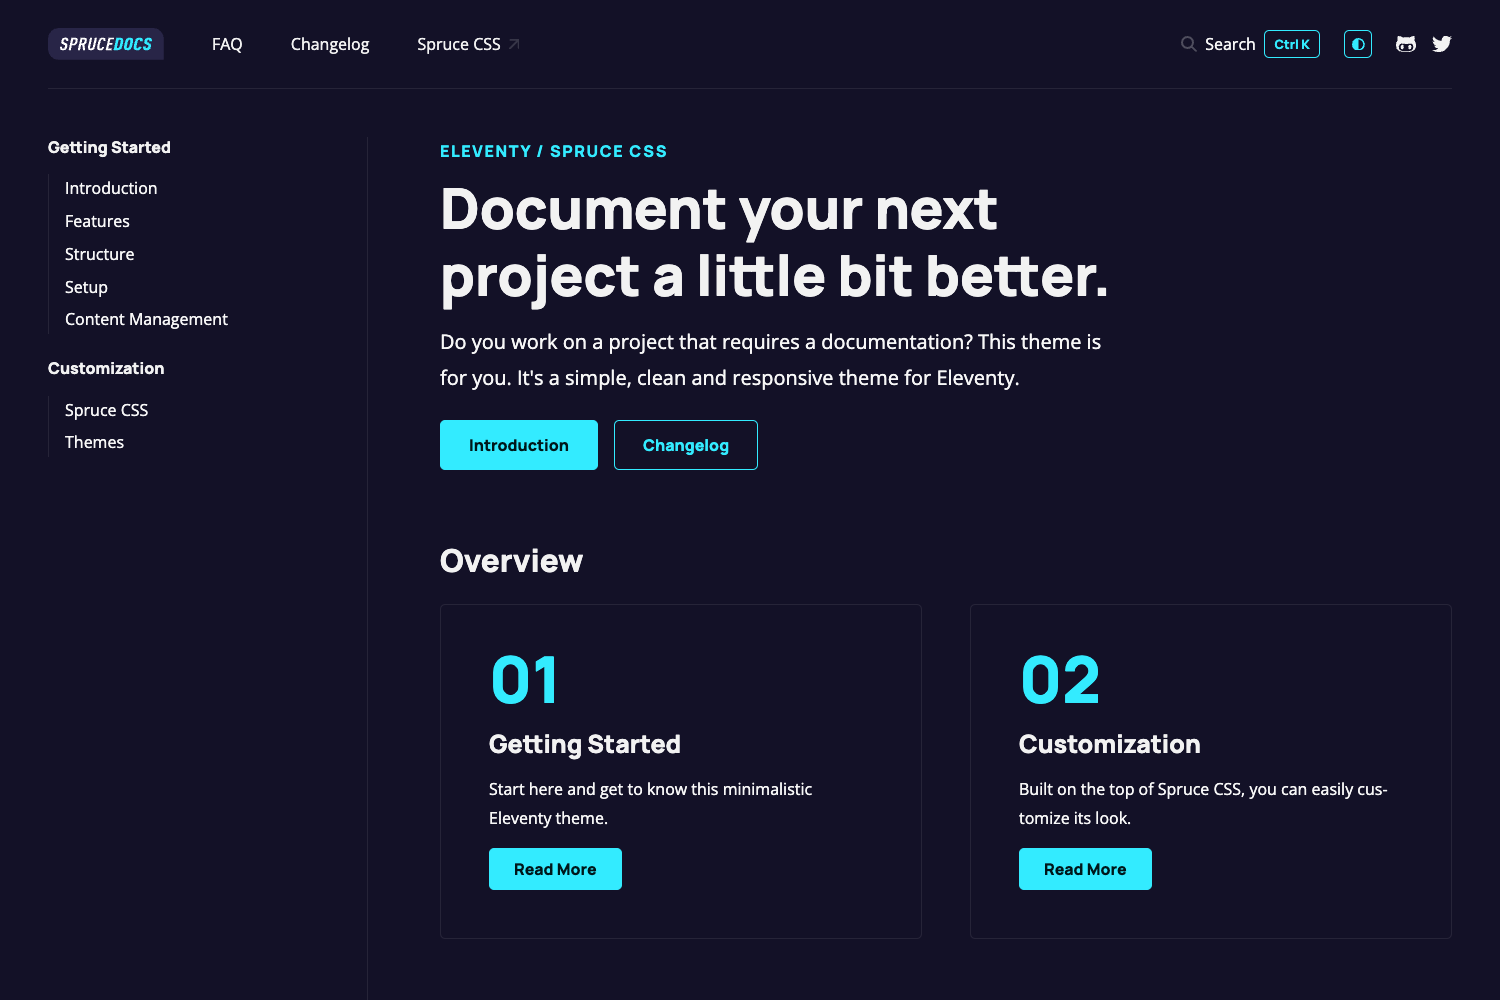 SPRUCEDOCS FAQ Changelog Spruce CSS Search Ctrl K
Getting Started
Introduction
Features
Structure
Setup
Content Management
Customization
Spruce CSS
Themes
ELEVENTY / SPRUCE CSS
Document your next
project a little bit better.
Do you work on a project that requires a documentation? This theme is
for you. It's a simple, clean and responsive theme for Eleventy.
Introduction Changelog
Overview
01
Getting Started
Start here and get to know this minimalistic
Eleventy theme.
Read More
02
Customization
Built on the top of Spruce CSS, you can easily cus-
tomize its look.
Read More